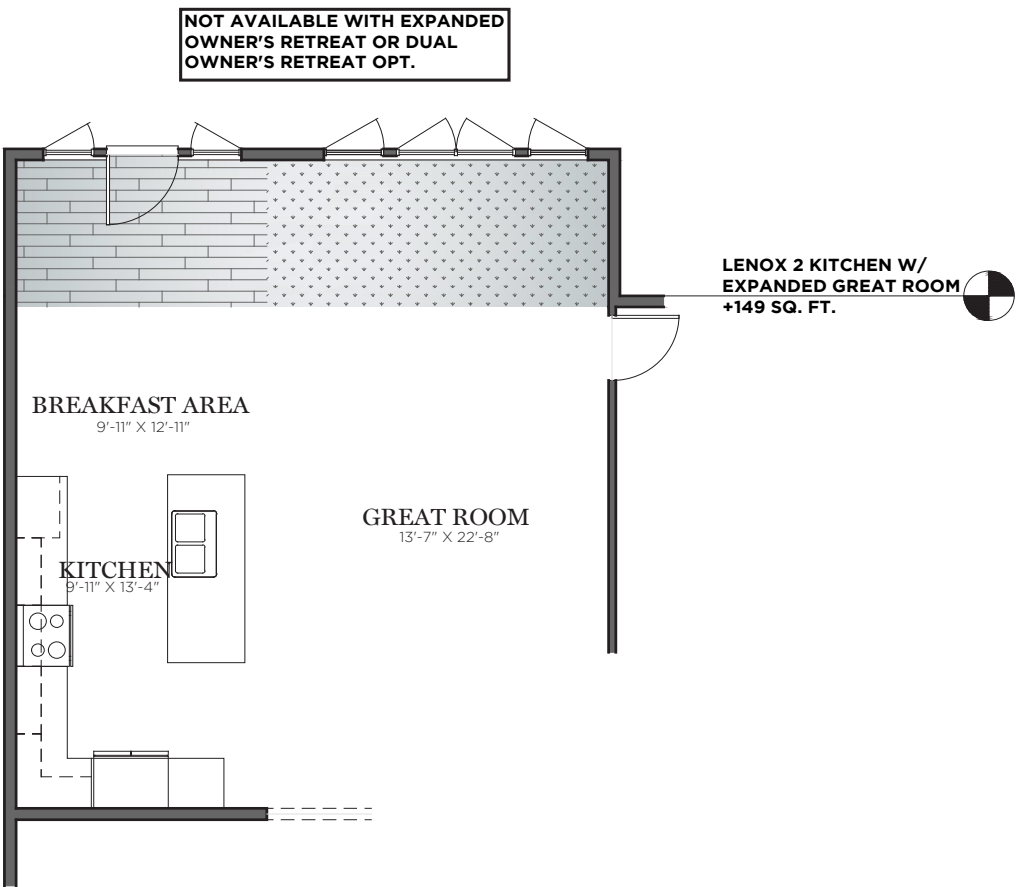 NOT AVAILABLE WITH EXPANDED
OWNER'S RETREAT OR DUAL
OWNER'S RETREAT OPT.
LENOX 2 KITCHEN W/
EXPANDED GREAT ROOM
+149 SQ. FT.
BREAKFAST AREA
9'-11" X 12'-11"
GREAT ROOM
13'-7" X 22'-8"
KITCHEN
9'-11" X 13'-4"